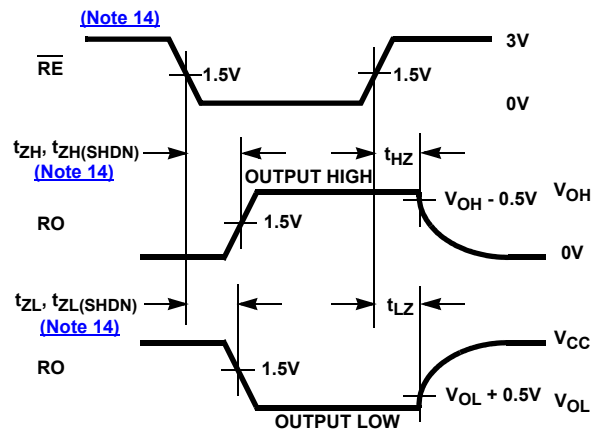 (Note 14)
3V
RE
1.5V
1.5V
0V
tZH, tZH(SHDN)
(Note 14)
tHZ
OUTPUT HIGH
VOH - 0.5V
VOH
RO
1.5V
0V
tZL, tZL(SHDN)
(Note 14)
tLZ
VCC
RO
1.5V
VOL + 0.5V
VOL
OUTPUT LOW